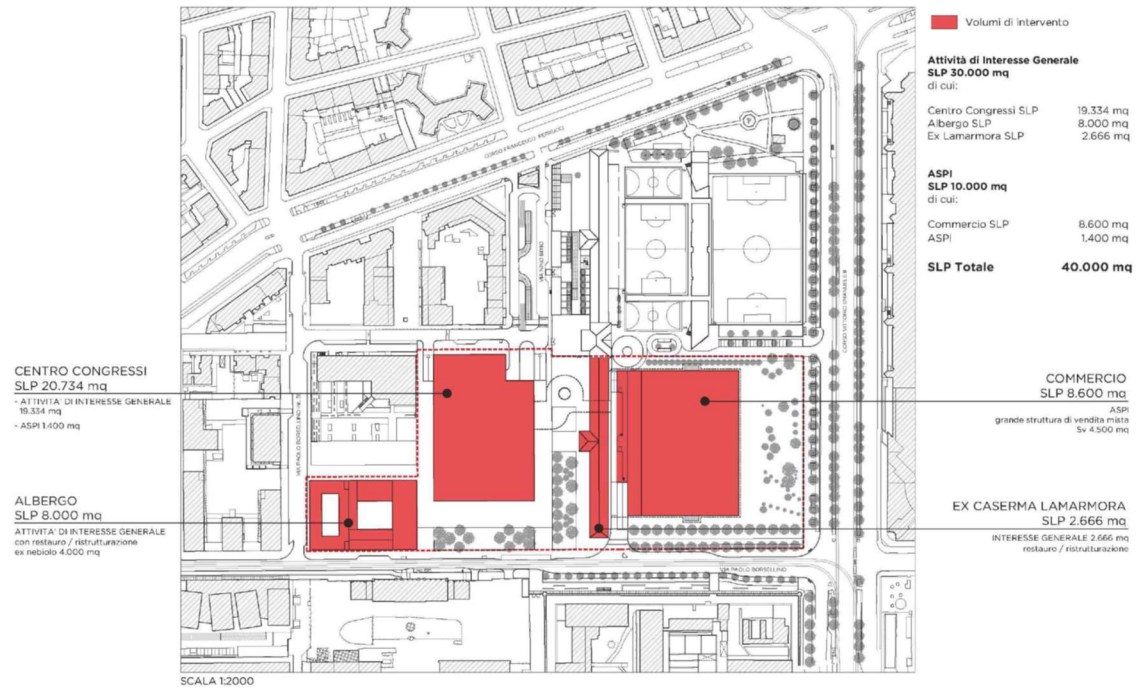 Volumi di intervento
Attività di Interesse Generale
SLP 30.000 mq
di cui:
Centro Congressi SLP 19.334 mq
Albergo SLP 8.000 mq
Ex Lamarmora SLP 2.666 mq
ASPI
SLP 10.000 mq
di cui:
Commercio SLP 8.600 mq
ASPI 1.400 mq
SLP Totale 40.000 mq
CORSO FRANCESCO FERRUCCI
CORSO VITTORIO EMANUELE II
CENTRO CONGRESSI
SLP 20.734 mq
- ATTIVITA' DI INTERESSE GENERALE
19.334 mq
- ASPI 1.400 mq
COMMERCIO
SLP 8.600 mq
ASPI
grande struttura di vendita mista
Sv 4.500 mq
ALBERGO
SLP 8.000 mq
ATTIVITA' DI INTERESSE GENERALE
con restauro / ristrutturazione
ex nebiolo 4.000 mq
EX CASERMA LAMARMORA
SLP 2.666 mq
INTERESSE GENERALE 2.666 mq
restauro / ristrutturazione
VIA PAOLO BORSELLINO
VIA PAOLO BORSELLINO
SCALA 1:2000